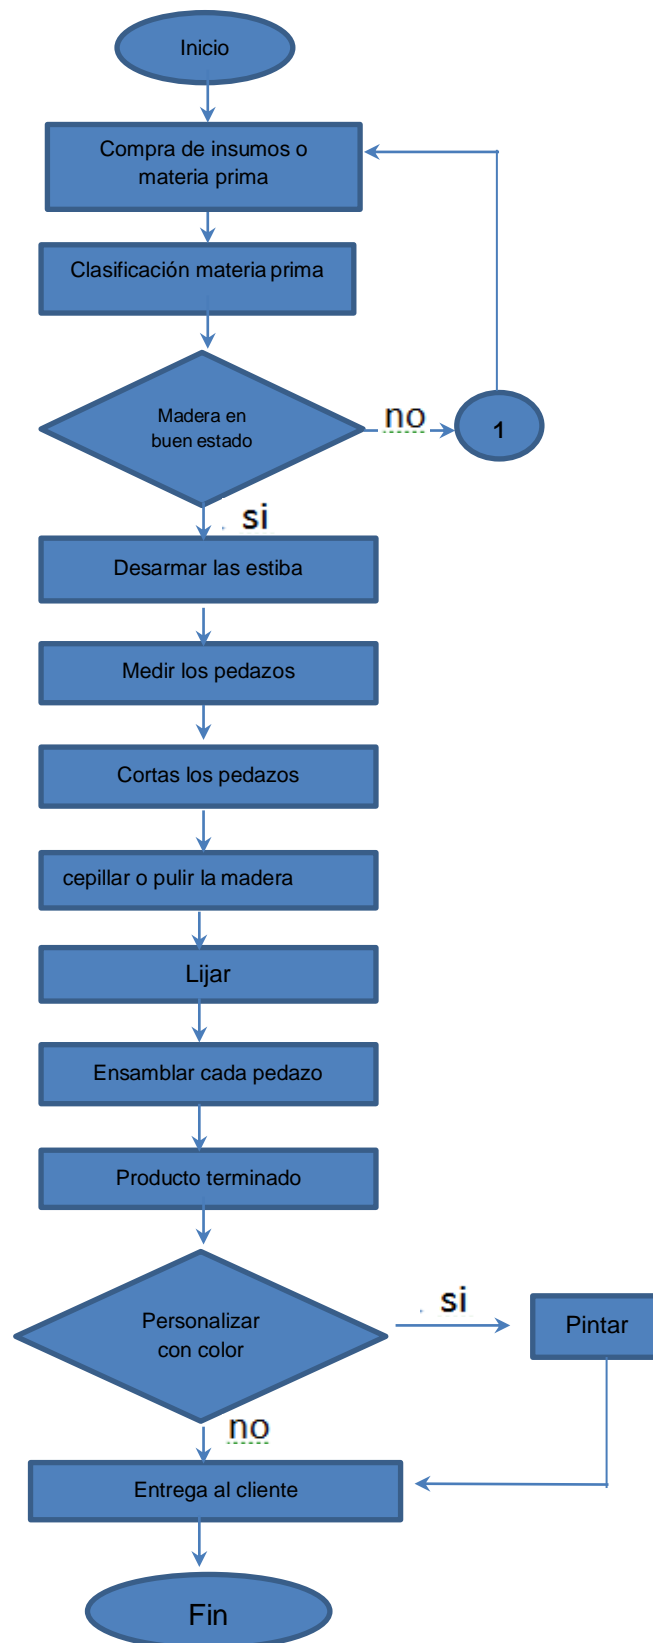 Inicio
Compra de insumos o
materia prima
Clasificación materia prima
Madera en
buen estado
no
1
si
Desarmar las estiba
Medir los pedazos
Cortas los pedazos
cepillar o pulir la madera
Lijar
Ensamblar cada pedazo
Producto terminado
Personalizar
con color
si
Pintar
no
Entrega al cliente
Fin